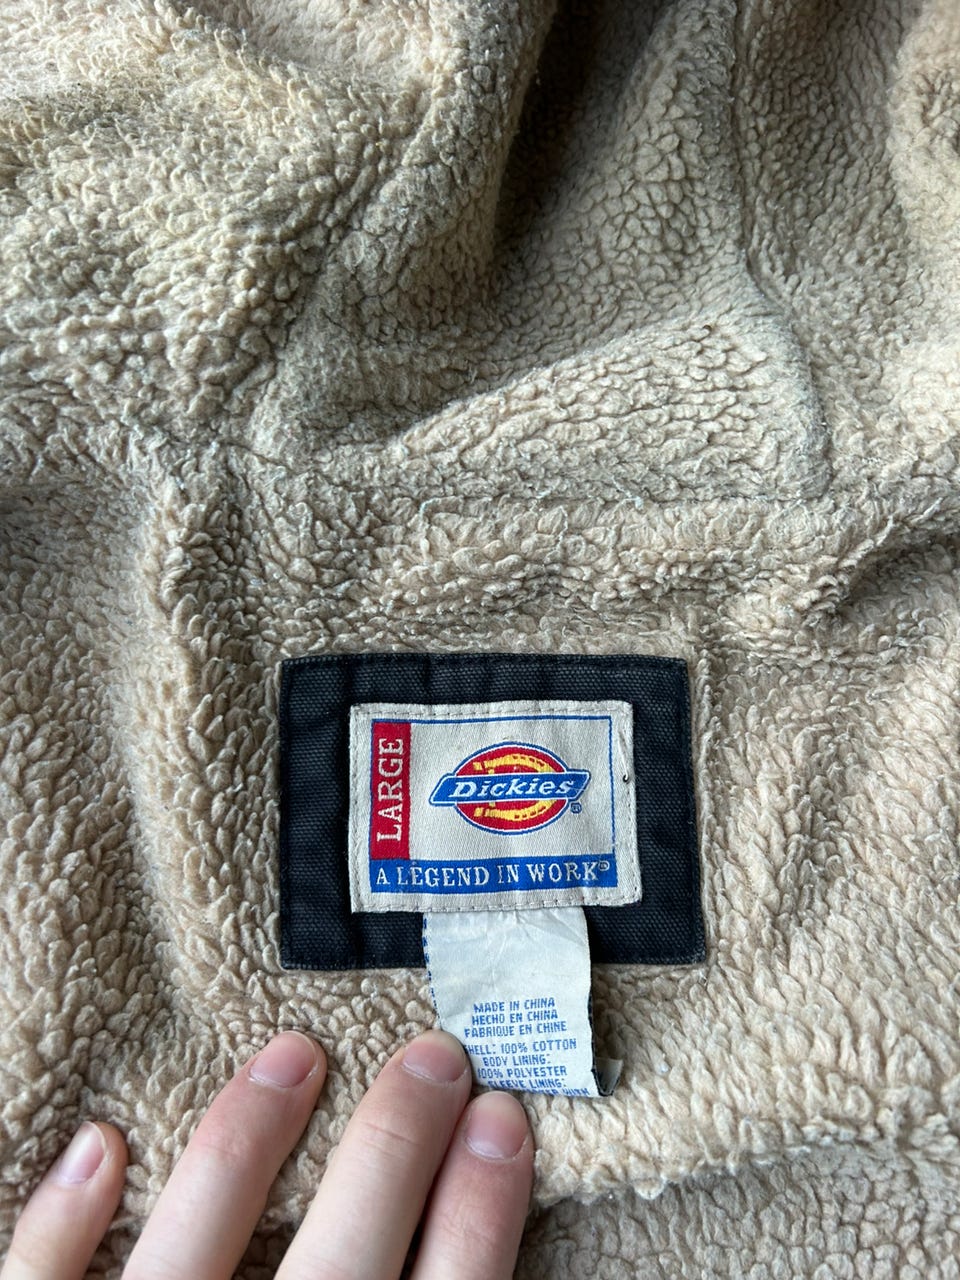 LARGE
Dickies®
A LEGEND IN WORK
MADE IN CHINA
HECHO EN CHINA
FABRIQUE EN CHINE
SHELL: 100% COTTON
BODY LINING:
100% POLYESTER
SLEEVE LINING:
WITH